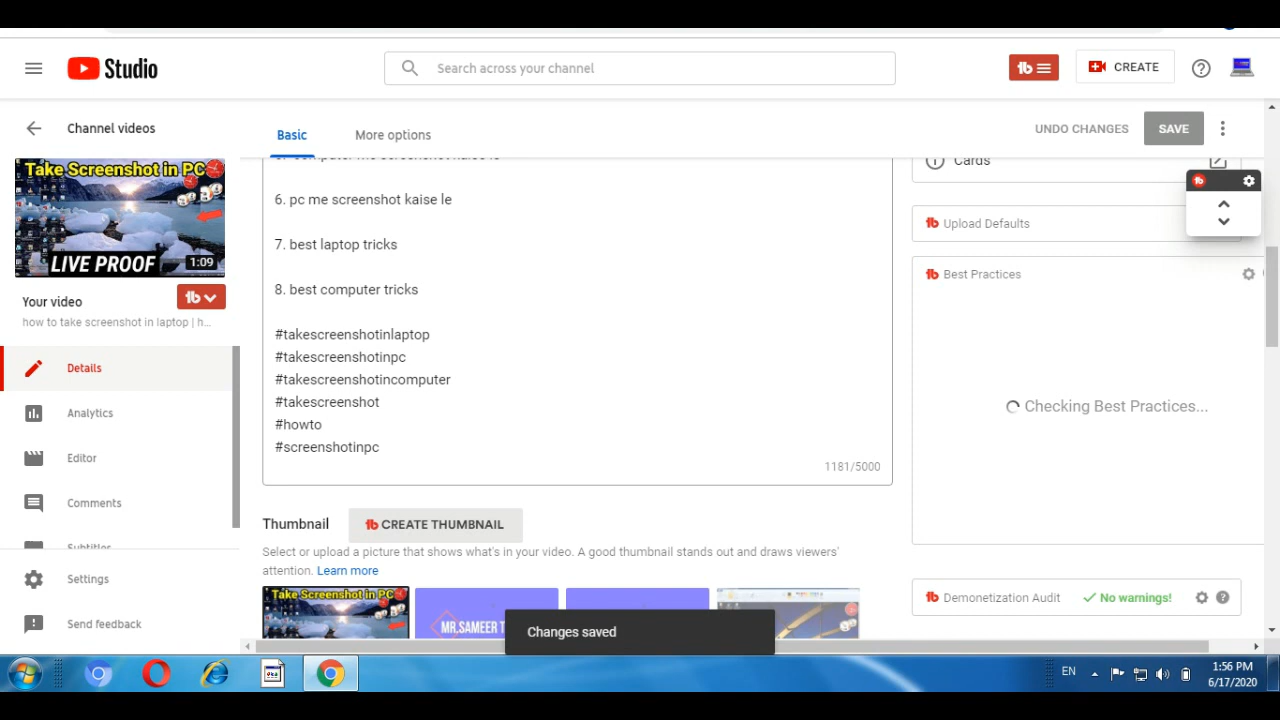 Studio
Search across your channel
CREATE
Channel videos
Basic
More options
UNDO CHANGES
SAVE
Take Screenshot in PC
LIVE PROOF
1:09
Your video
how to take screenshot in laptop | h...
Details
Analytics
Editor
Comments
Subtitles
Settings
Send feedback
6. pc me screenshot kaise le
7. best laptop tricks
8. best computer tricks
#takescreenshotinlaptop
#takescreenshotinpc
#takescreenshotincomputer
#takescreenshot
#howto
#screenshotinpc
1181/5000
Thumbnail
CREATE THUMBNAIL
Select or upload a picture that shows what's in your video. A good thumbnail stands out and draws viewers'
attention. Learn more
Take Screenshot in PC
MR.SAMEER
Changes saved
Cards
Upload Defaults
Best Practices
Checking Best Practices...
Demonetization Audit
No warnings!
EN
1:56 PM
6/17/2020